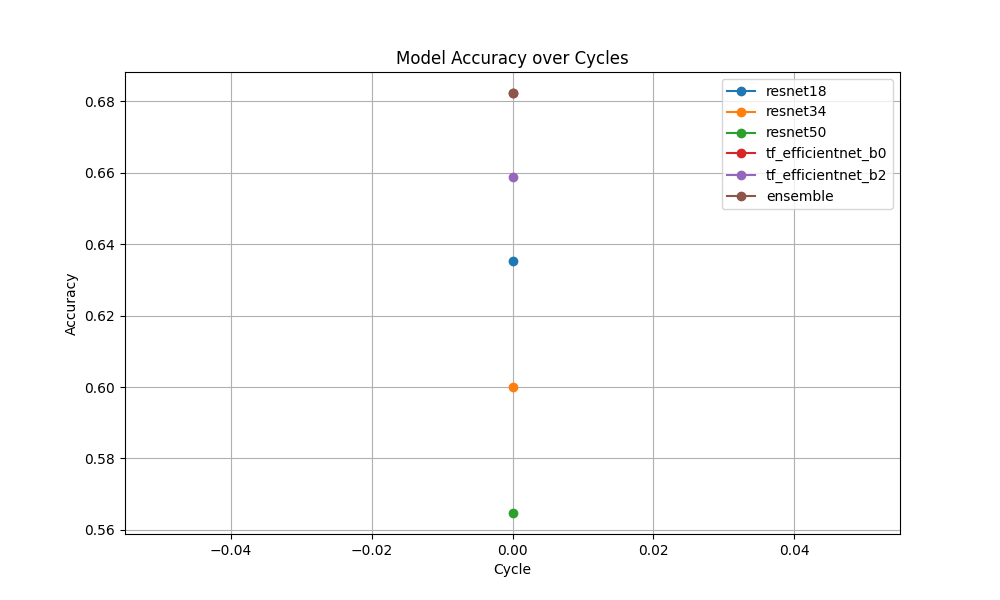 Model Accuracy over Cycles
resnet18
resnet34
resnet50
tf_efficientnet_b0
tf_efficientnet_b2
ensemble
Accuracy
0.68
0.66
0.64
0.62
0.60
0.58
0.56
−0.04
−0.02
0.00
0.02
0.04
Cycle